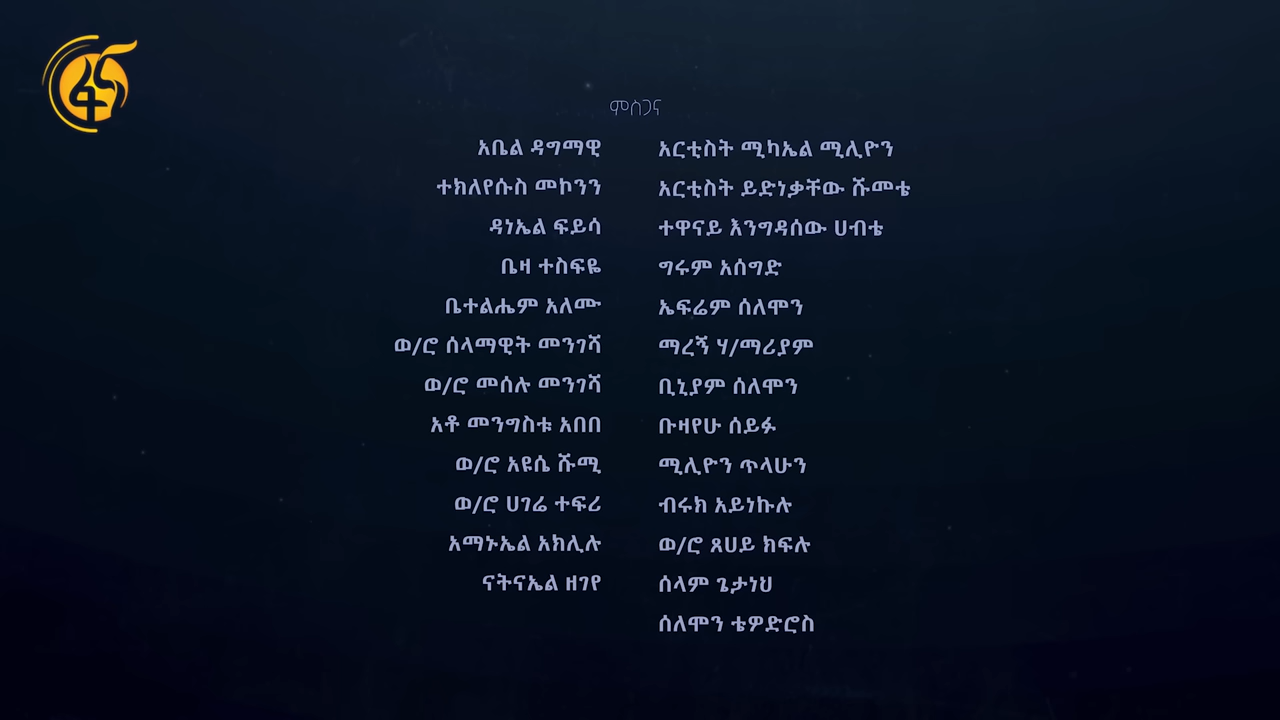 ፋና
ምስጋና
አቤል ዳግማዊ
ተክለየሱስ መኮንን
ዳነኤል ፍይሳ
ቤዛ ተስፍዬ
ቤተልሔም አለሙ
ወ/ሮ ሰላማዊት መንገሻ
ወ/ሮ መሰሉ መንገሻ
አቶ መንግስቱ አበበ
ወ/ሮ አዩሴ ሹሚ
ወ/ሮ ሀገሬ ተፍሪ
አማኑኤል አክሊሉ
ናትናኤል ዘገየ
አርቲስት ሚካኤል ሚሊዮን
አርቲስት ይድነቃቸው ሹመቴ
ተዋናይ እንግዳሰው ሀብቴ
ግሩም አሰግድ
ኤፍሬም ሰለሞን
ማረኝ ሃ/ማሪያም
ቢኒያም ሰለሞን
ቡዛየሁ ሰይፉ
ሚሊዮን ጥላሁን
ብሩክ አይነኩሉ
ወ/ሮ ጸሀይ ክፍሉ
ሰላም ጌታነህ
ሰለሞን ቴዎድሮስ